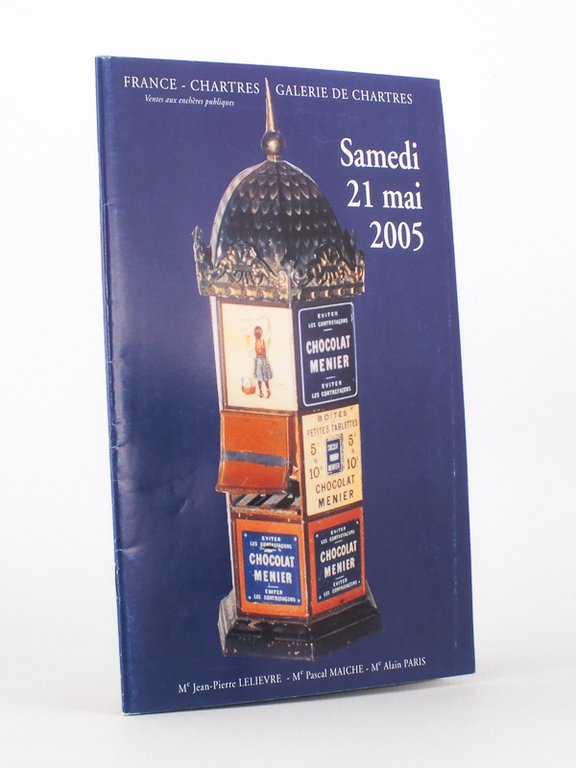 FRANCE - CHARTRES
Ventes aux enchères publiques
GALERIE DE CHARTRES
Samedi
21 mai
2005
EVITER
LES CONTREFAÇONS
CHOCOLAT
MENIER
EVITER
LES CONTREFAÇONS
BOITES
PETITES TABLETTES
5c 5c
10c 10c
CHOCOLAT
MENIER
CHOCOLAT
MENIER
EVITER
LES CONTREFAÇONS
CHOCOLAT
MENIER
EVITER
LES CONTREFAÇONS
EVITER
LES CONTREFAÇONS
CHOCOLAT
MENIER
EVITER
LES CONTREFAÇONS
Me Jean-Pierre LELIEVRE - Me Pascal MAICHE - Me Alain PARIS